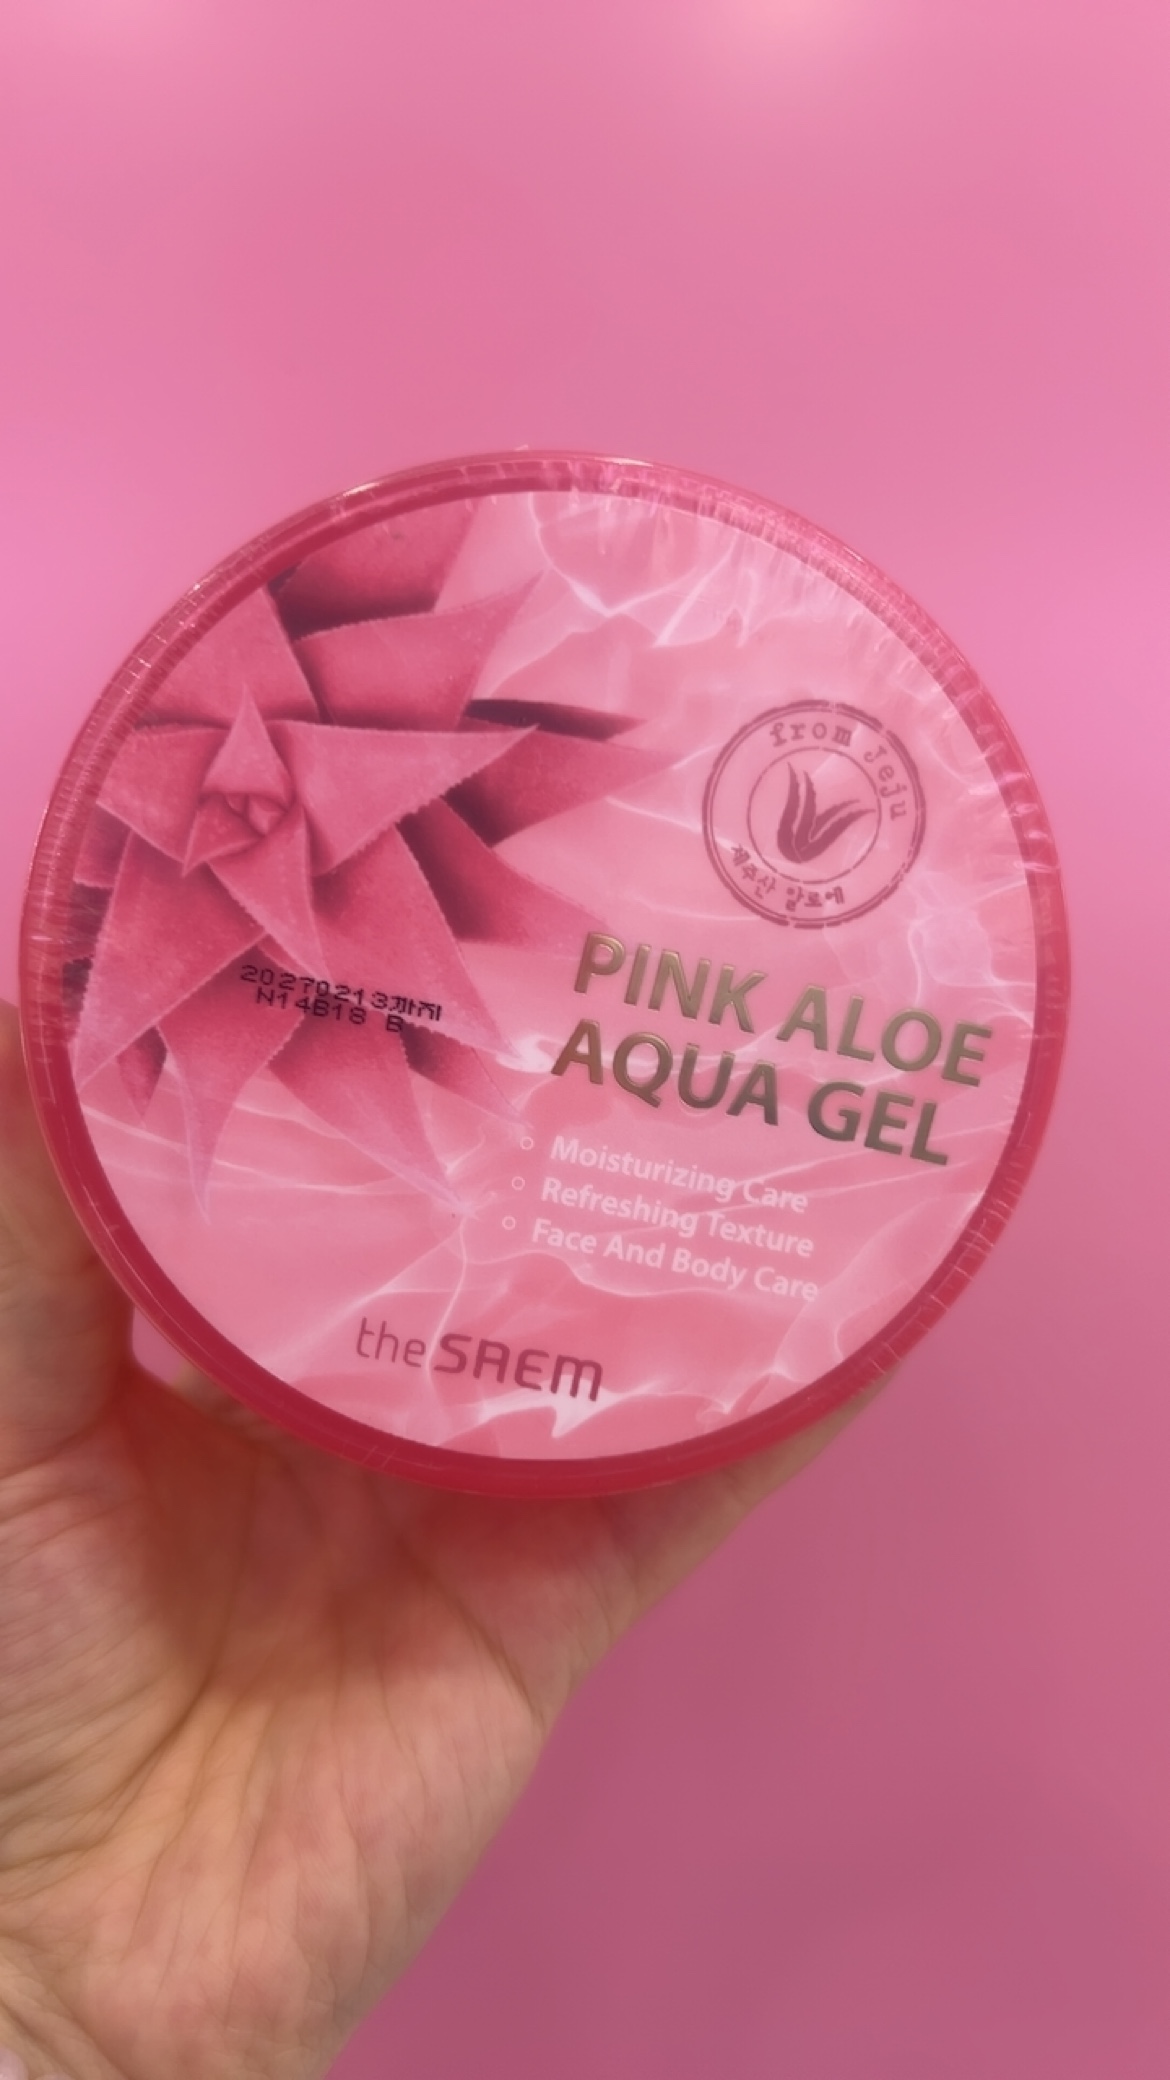 from Jeju
제주산 알로에
20270213까지
N14B18 B
PINK ALOE
AQUA GEL
Moisturizing Care
Refreshing Texture
Face And Body Care
the SAEM